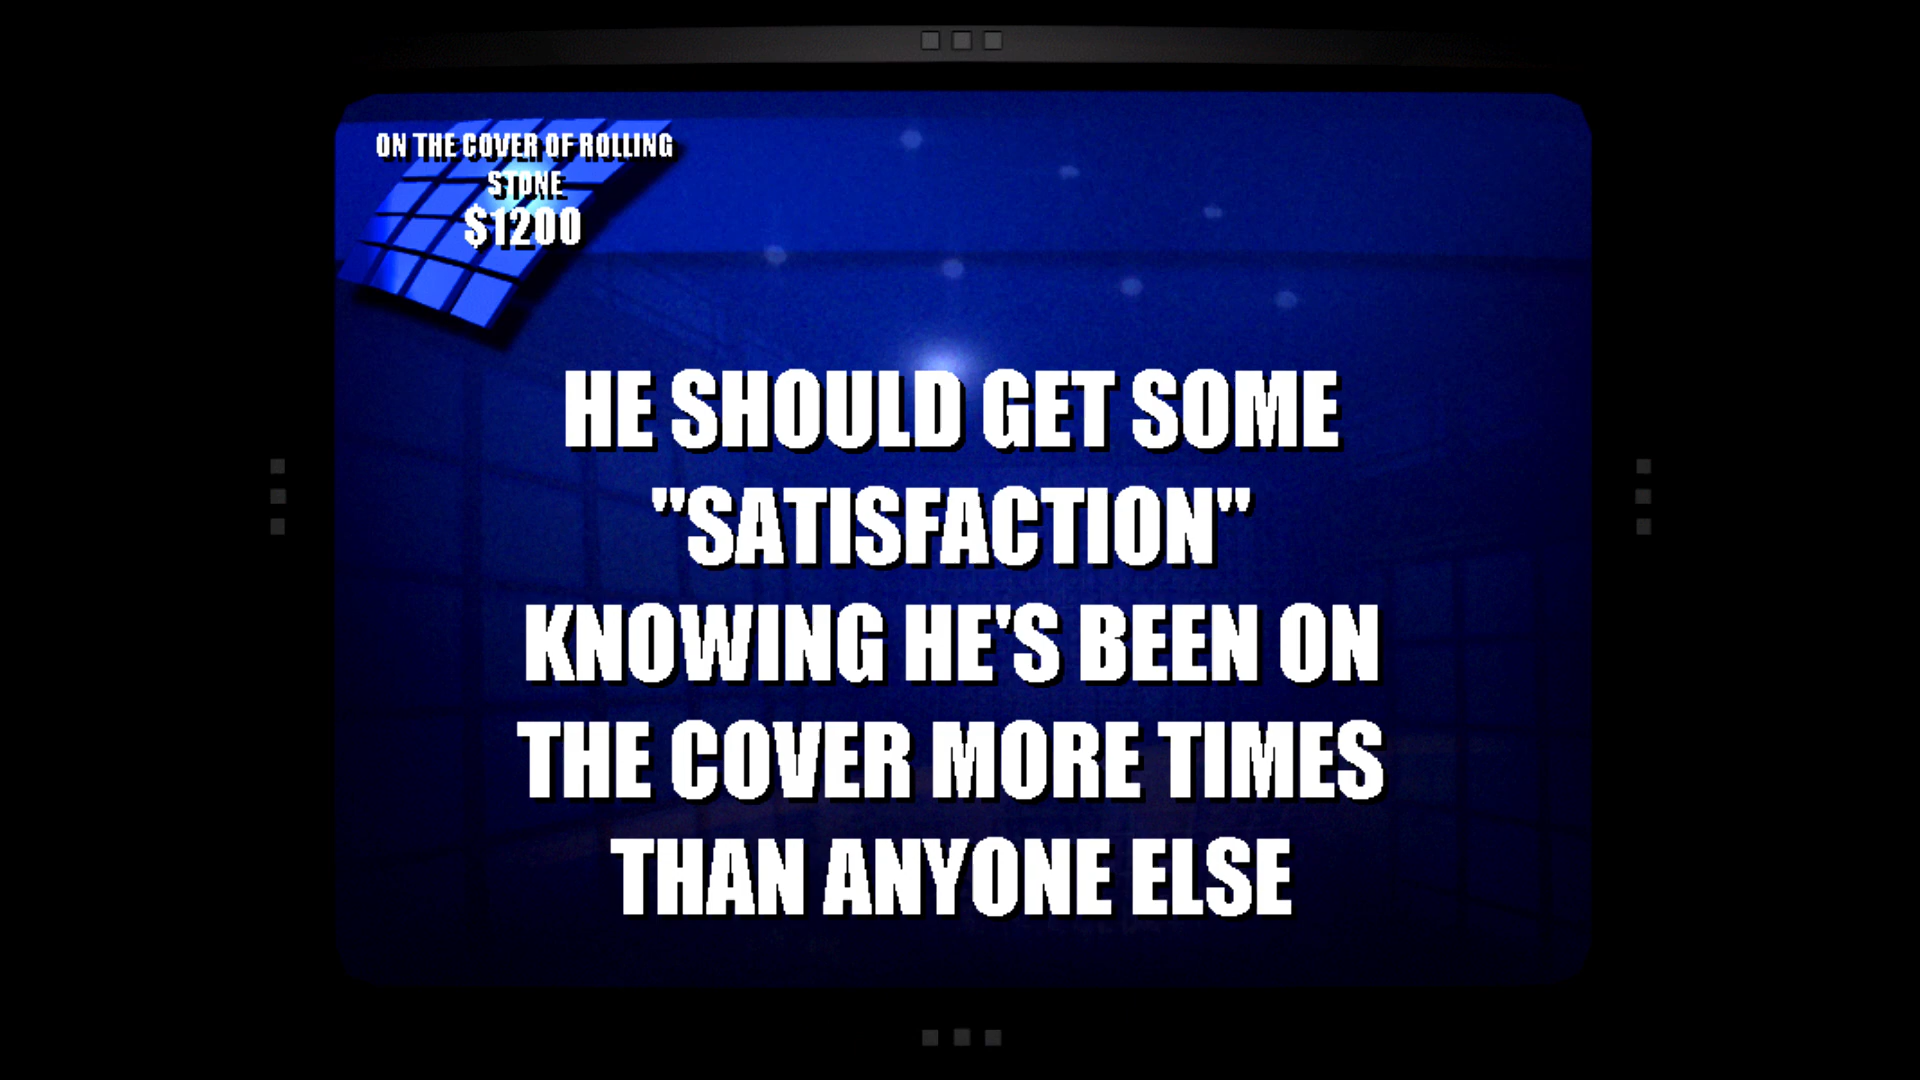 ON THE COVER OF ROLLING
STONE
$1200
HE SHOULD GET SOME
"SATISFACTION"
KNOWING HE'S BEEN ON
THE COVER MORE TIMES
THAN ANYONE ELSE